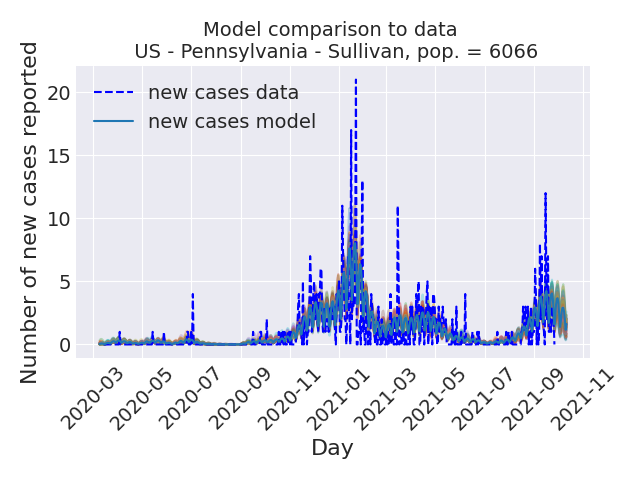 Model comparison to data
US - Pennsylvania - Sullivan, pop. = 6066
Number of new cases reported
20
15
10
5
0
new cases data
new cases model
2020-03
2020-05
2020-07
2020-09
2020-11
2021-01
2021-03
2021-05
2021-07
2021-09
2021-11
Day